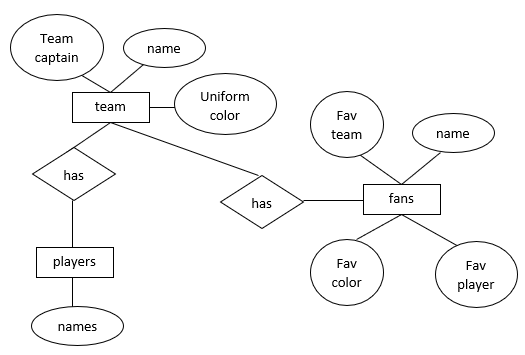 Team
captain
name
team
Uniform
color
Fav
team
name
has
has
fans
players
Fav
color
Fav
player
names